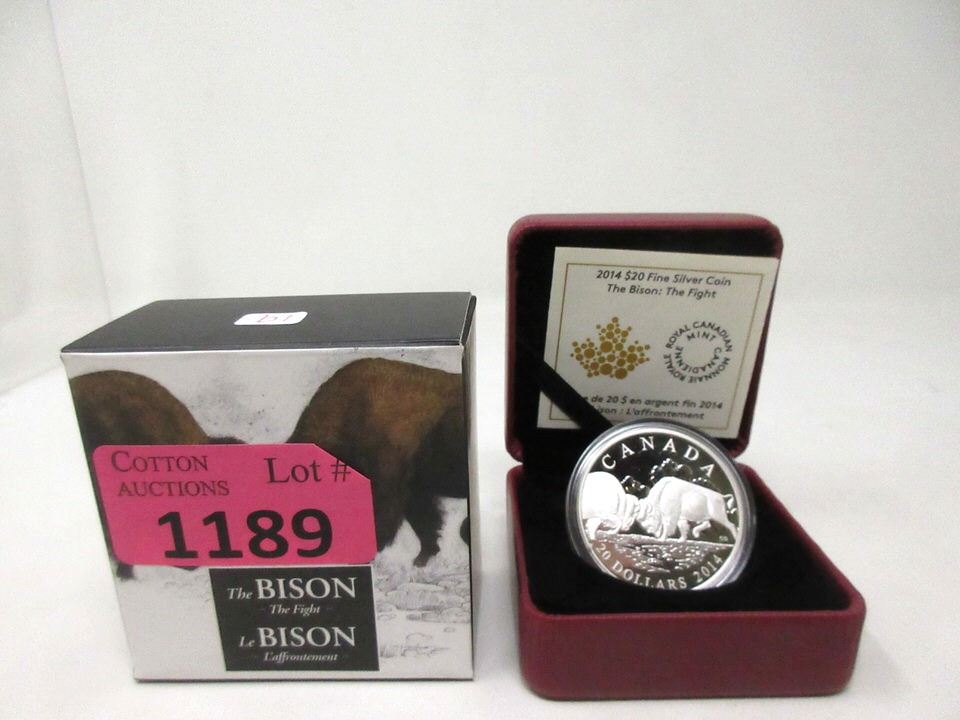 COTTON
AUCTIONS
Lot #
1189
The BISON
The Fight
Le BISON
L'affrontement
2014 $20 Fine Silver Coin
The Bison: The Fight
ROYAL CANADIAN MINT
MONNAIE ROYALE CANADIENNE
de 20 $ en argent fin 2014
: L'affrontement
CANADA
20 DOLLARS 2014